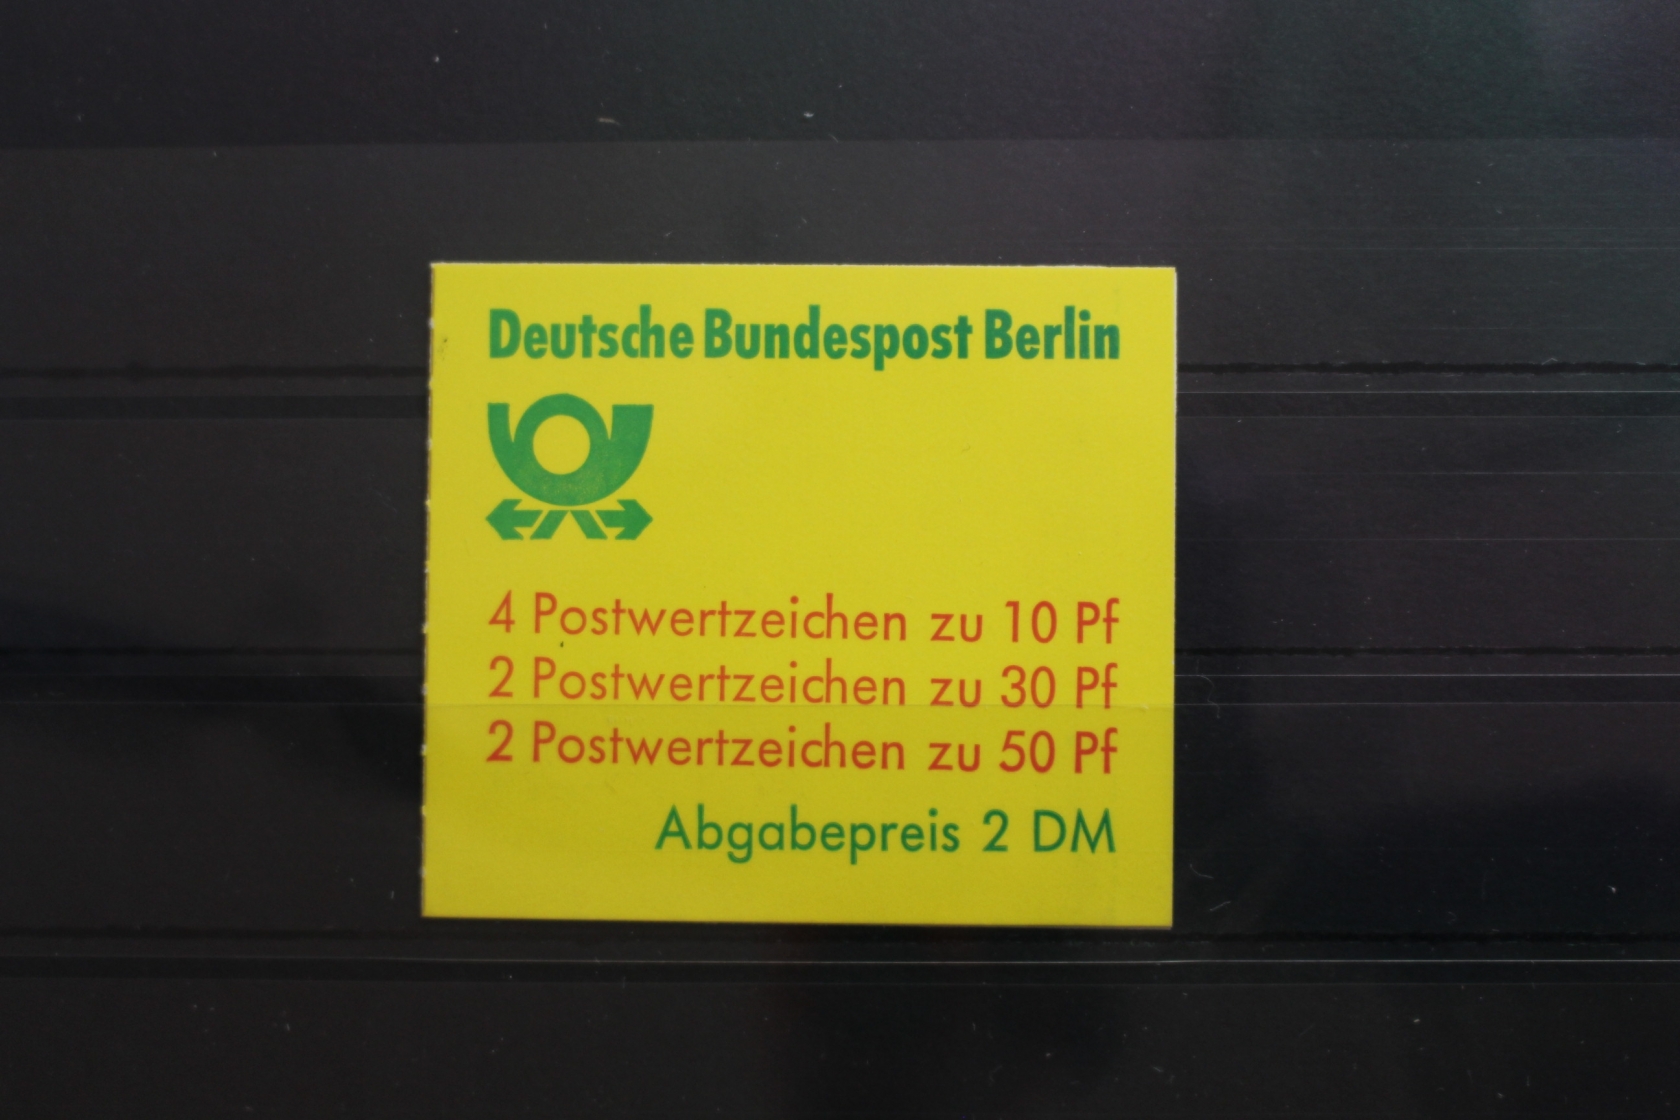 Deutsche Bundespost Berlin
4 Postwertzeichen zu 10 Pf
2 Postwertzeichen zu 30 Pf
2 Postwertzeichen zu 50 Pf
Abgabepreis 2 DM